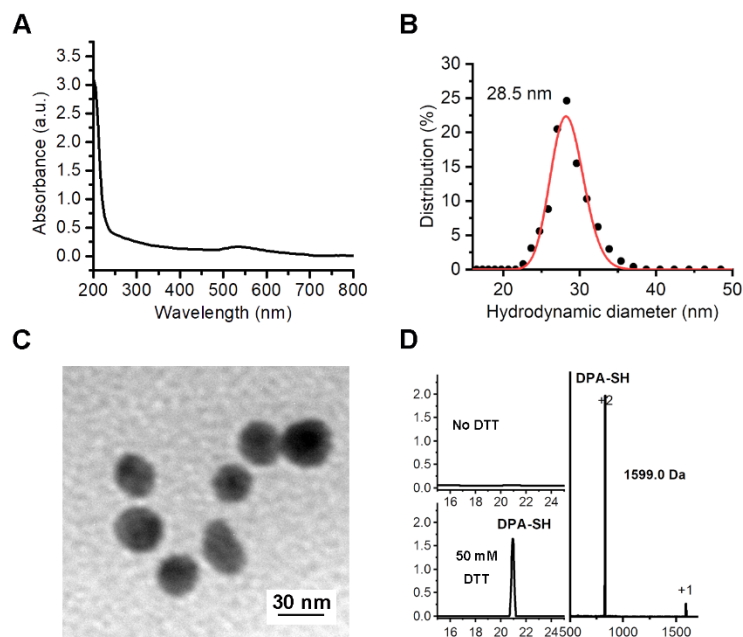 A
3.5
3.0
2.5
2.0
1.5
1.0
0.5
0.0
Absorbance (a.u.)
200 300 400 500 600 700 800
Wavelength (nm)
B
28.5 nm
30
25
20
15
10
5
0
Distribution (%)
20 30 40 50
Hydrodynamic diameter (nm)
C
30 nm
D
2.0
1.5
1.0
0.5
0.0
No DTT
16 18 20 22 24
2.0
1.5
1.0
0.5
0.0
DPA-SH
50 mM
DTT
16 18 20 22 24
DPA-SH
+2
1599.0 Da
+1
500 1000 1500